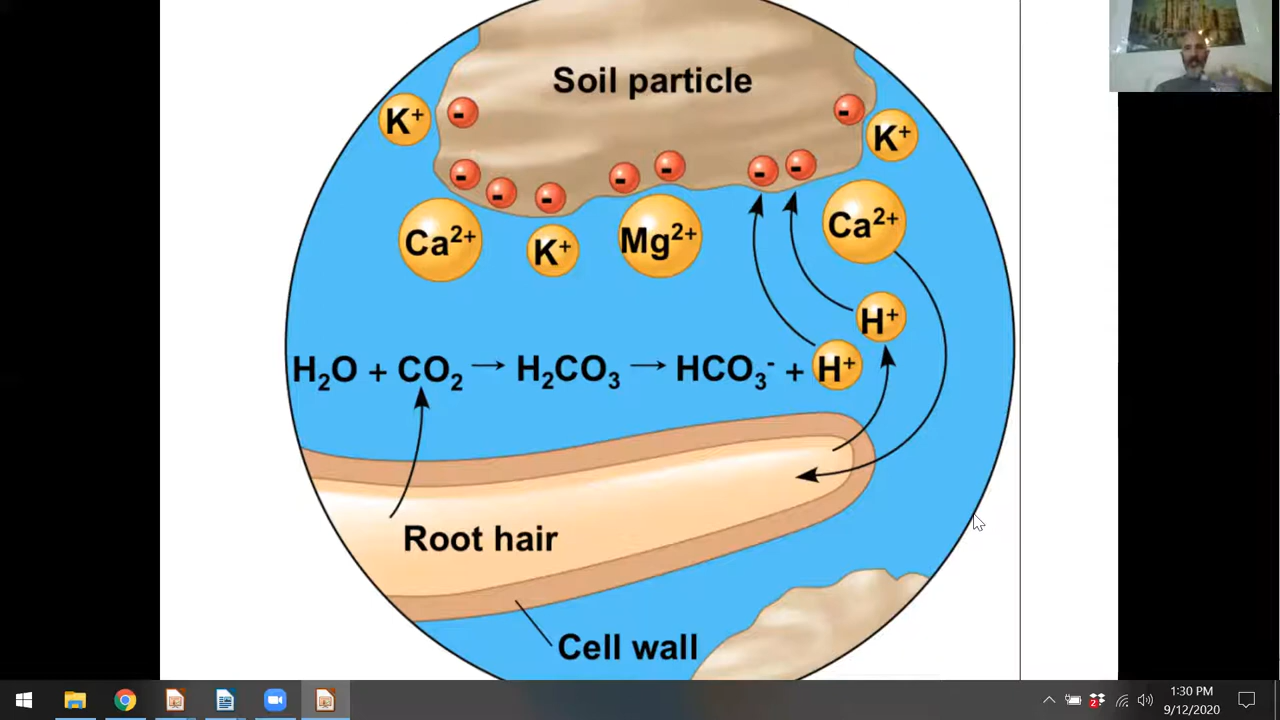 Soil particle
K⁺
-
-
K⁺
-
-
-
-
-
-
-
Ca²⁺
K⁺
Mg²⁺
Ca²⁺
H⁺
H₂O + CO₂ → H₂CO₃ → HCO₃⁻ + H⁺
Root hair
Cell wall
1:30 PM
2
9/12/2020